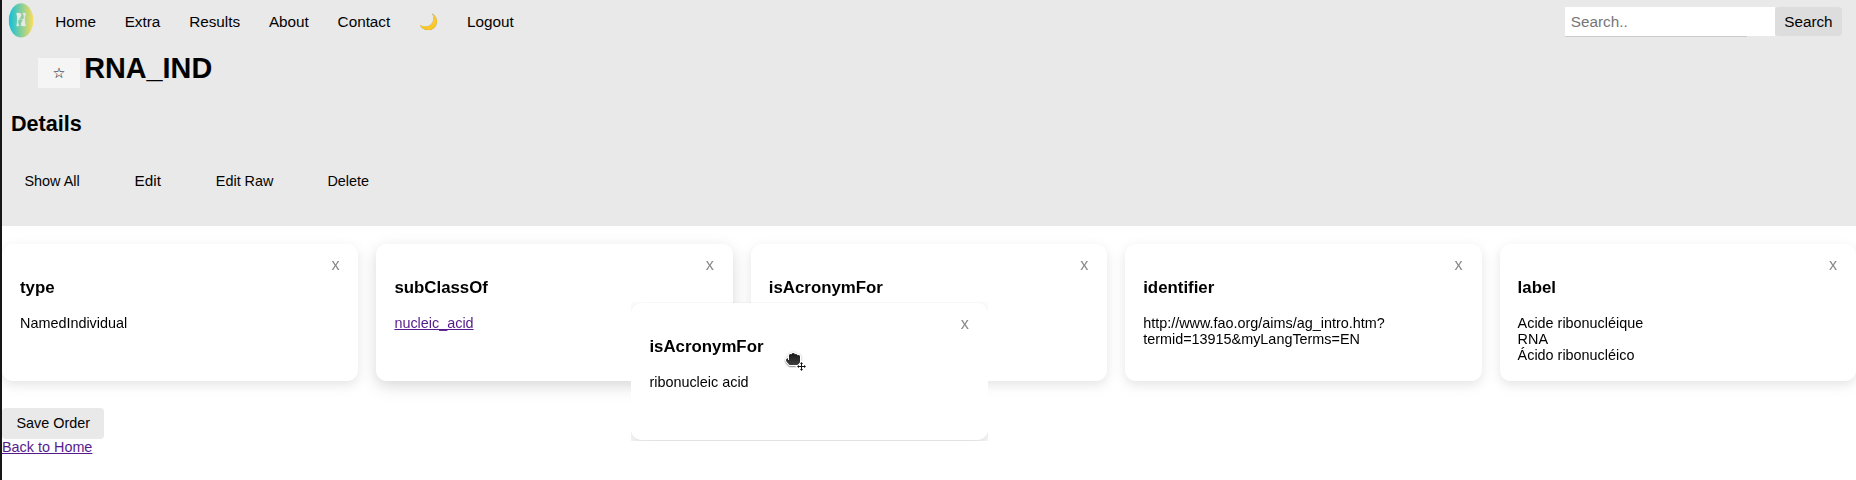 Home Extra Results About Contact 🌙 Logout Search.. Search
☆ RNA_IND
Details
Show All Edit Edit Raw Delete
x x x x x
type subClassOf isAcronymFor identifier label
NamedIndividual nucleic_acid http://www.fao.org/aims/ag_intro.htm? Acide ribonucléique
termid=13915&myLangTerms=EN RNA
Ácido ribonucléico
x
isAcronymFor
ribonucleic acid
Save Order
Back to Home